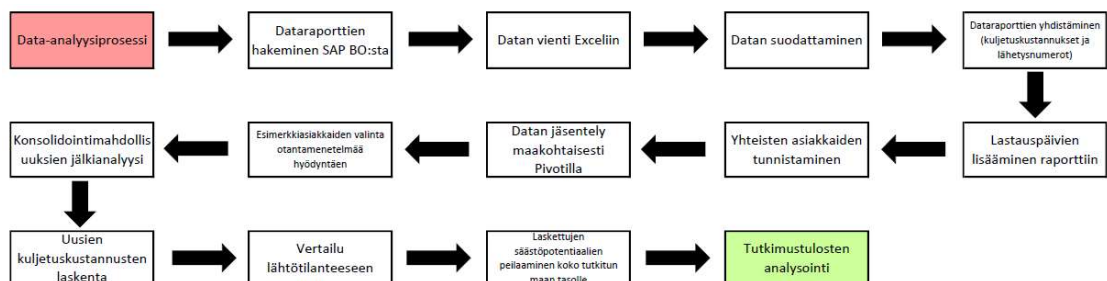 Data-analyysiprosessi
Dataraporttien
hakeminen SAP BO:sta
Datan vienti Exceliin
Datan suodattaminen
Dataraporttien yhdistäminen
(kuljetuskustannukset ja
lähetysnumerot)
Lastauspäivien
lisääminen raporttiin
Yhteisten asiakkaiden
tunnistaminen
Datan jäsentely
maakohtaisesti
Pivotilla
Esimerkkiasiakkaiden valinta
otantamenetelmää
hyödyntäen
Konsolidointimahdollis
uuksien jälkianalyysi
Uusien
kuljetuskustannusten
laskenta
Vertailu
lähtötilanteeseen
Laskettujen
säästöpotentiaalien
peilaaminen koko tutkitun
maan tasolle
Tutkimustulosten
analysointi